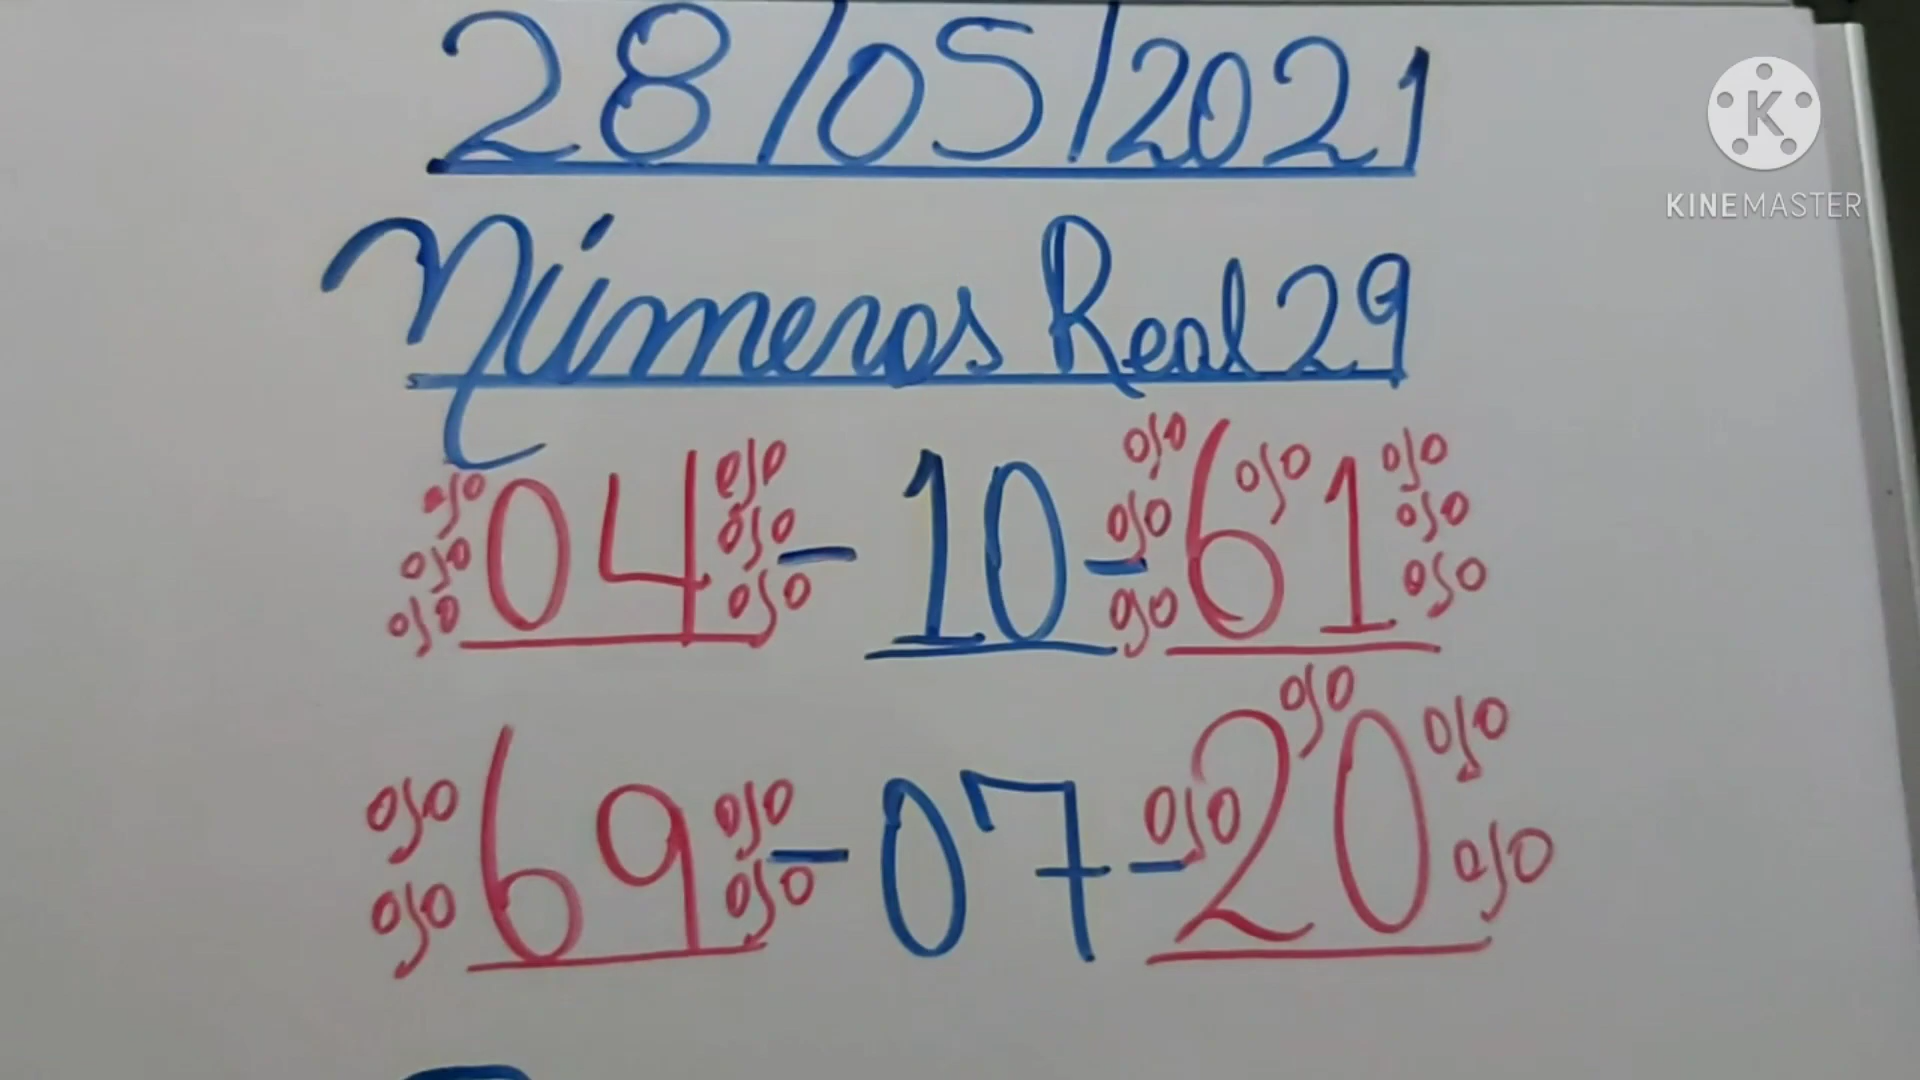 28/05/2021
K
KINEMASTER
Números Real 29
04 - 10 - 61
69 - 07 - 20